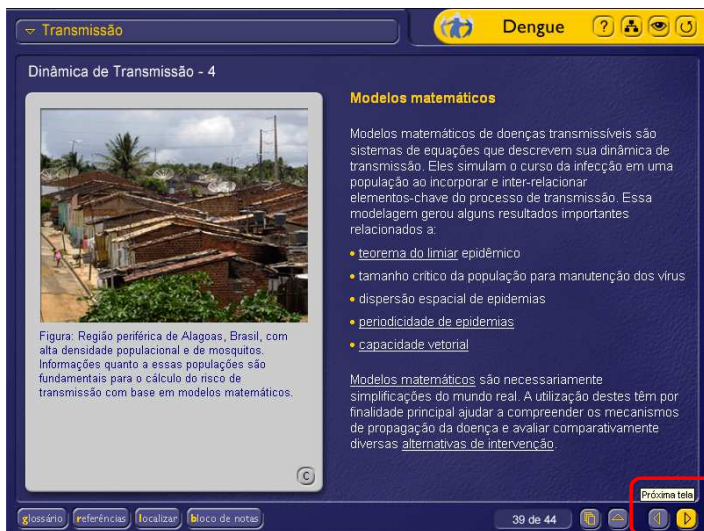 Transmissão
Dengue
?
Dinâmica de Transmissão - 4
Figura: Região periférica de Alagoas, Brasil, com
alta densidade populacional e de mosquitos.
Informações quanto a essas populações são
fundamentais para o cálculo do risco de
transmissão com base em modelos matemáticos.
C
Modelos matemáticos
Modelos matemáticos de doenças transmissíveis são
sistemas de equações que descrevem sua dinâmica de
transmissão. Eles simulam o curso da infecção em uma
população ao incorporar e inter-relacionar
elementos-chave do processo de transmissão. Essa
modelagem gerou alguns resultados importantes
relacionados a:
• teorema do limiar epidêmico
• tamanho crítico da população para manutenção dos vírus
• dispersão espacial de epidemias
• periodicidade de epidemias
• capacidade vetorial
Modelos matemáticos são necessariamente
simplificações do mundo real. A utilização destes têm por
finalidade principal ajudar a compreender os mecanismos
de propagação da doença e avaliar comparativamente
diversas alternativas de intervenção.
Próxima tela
glossário referências localizar bloco de notas
39 de 44